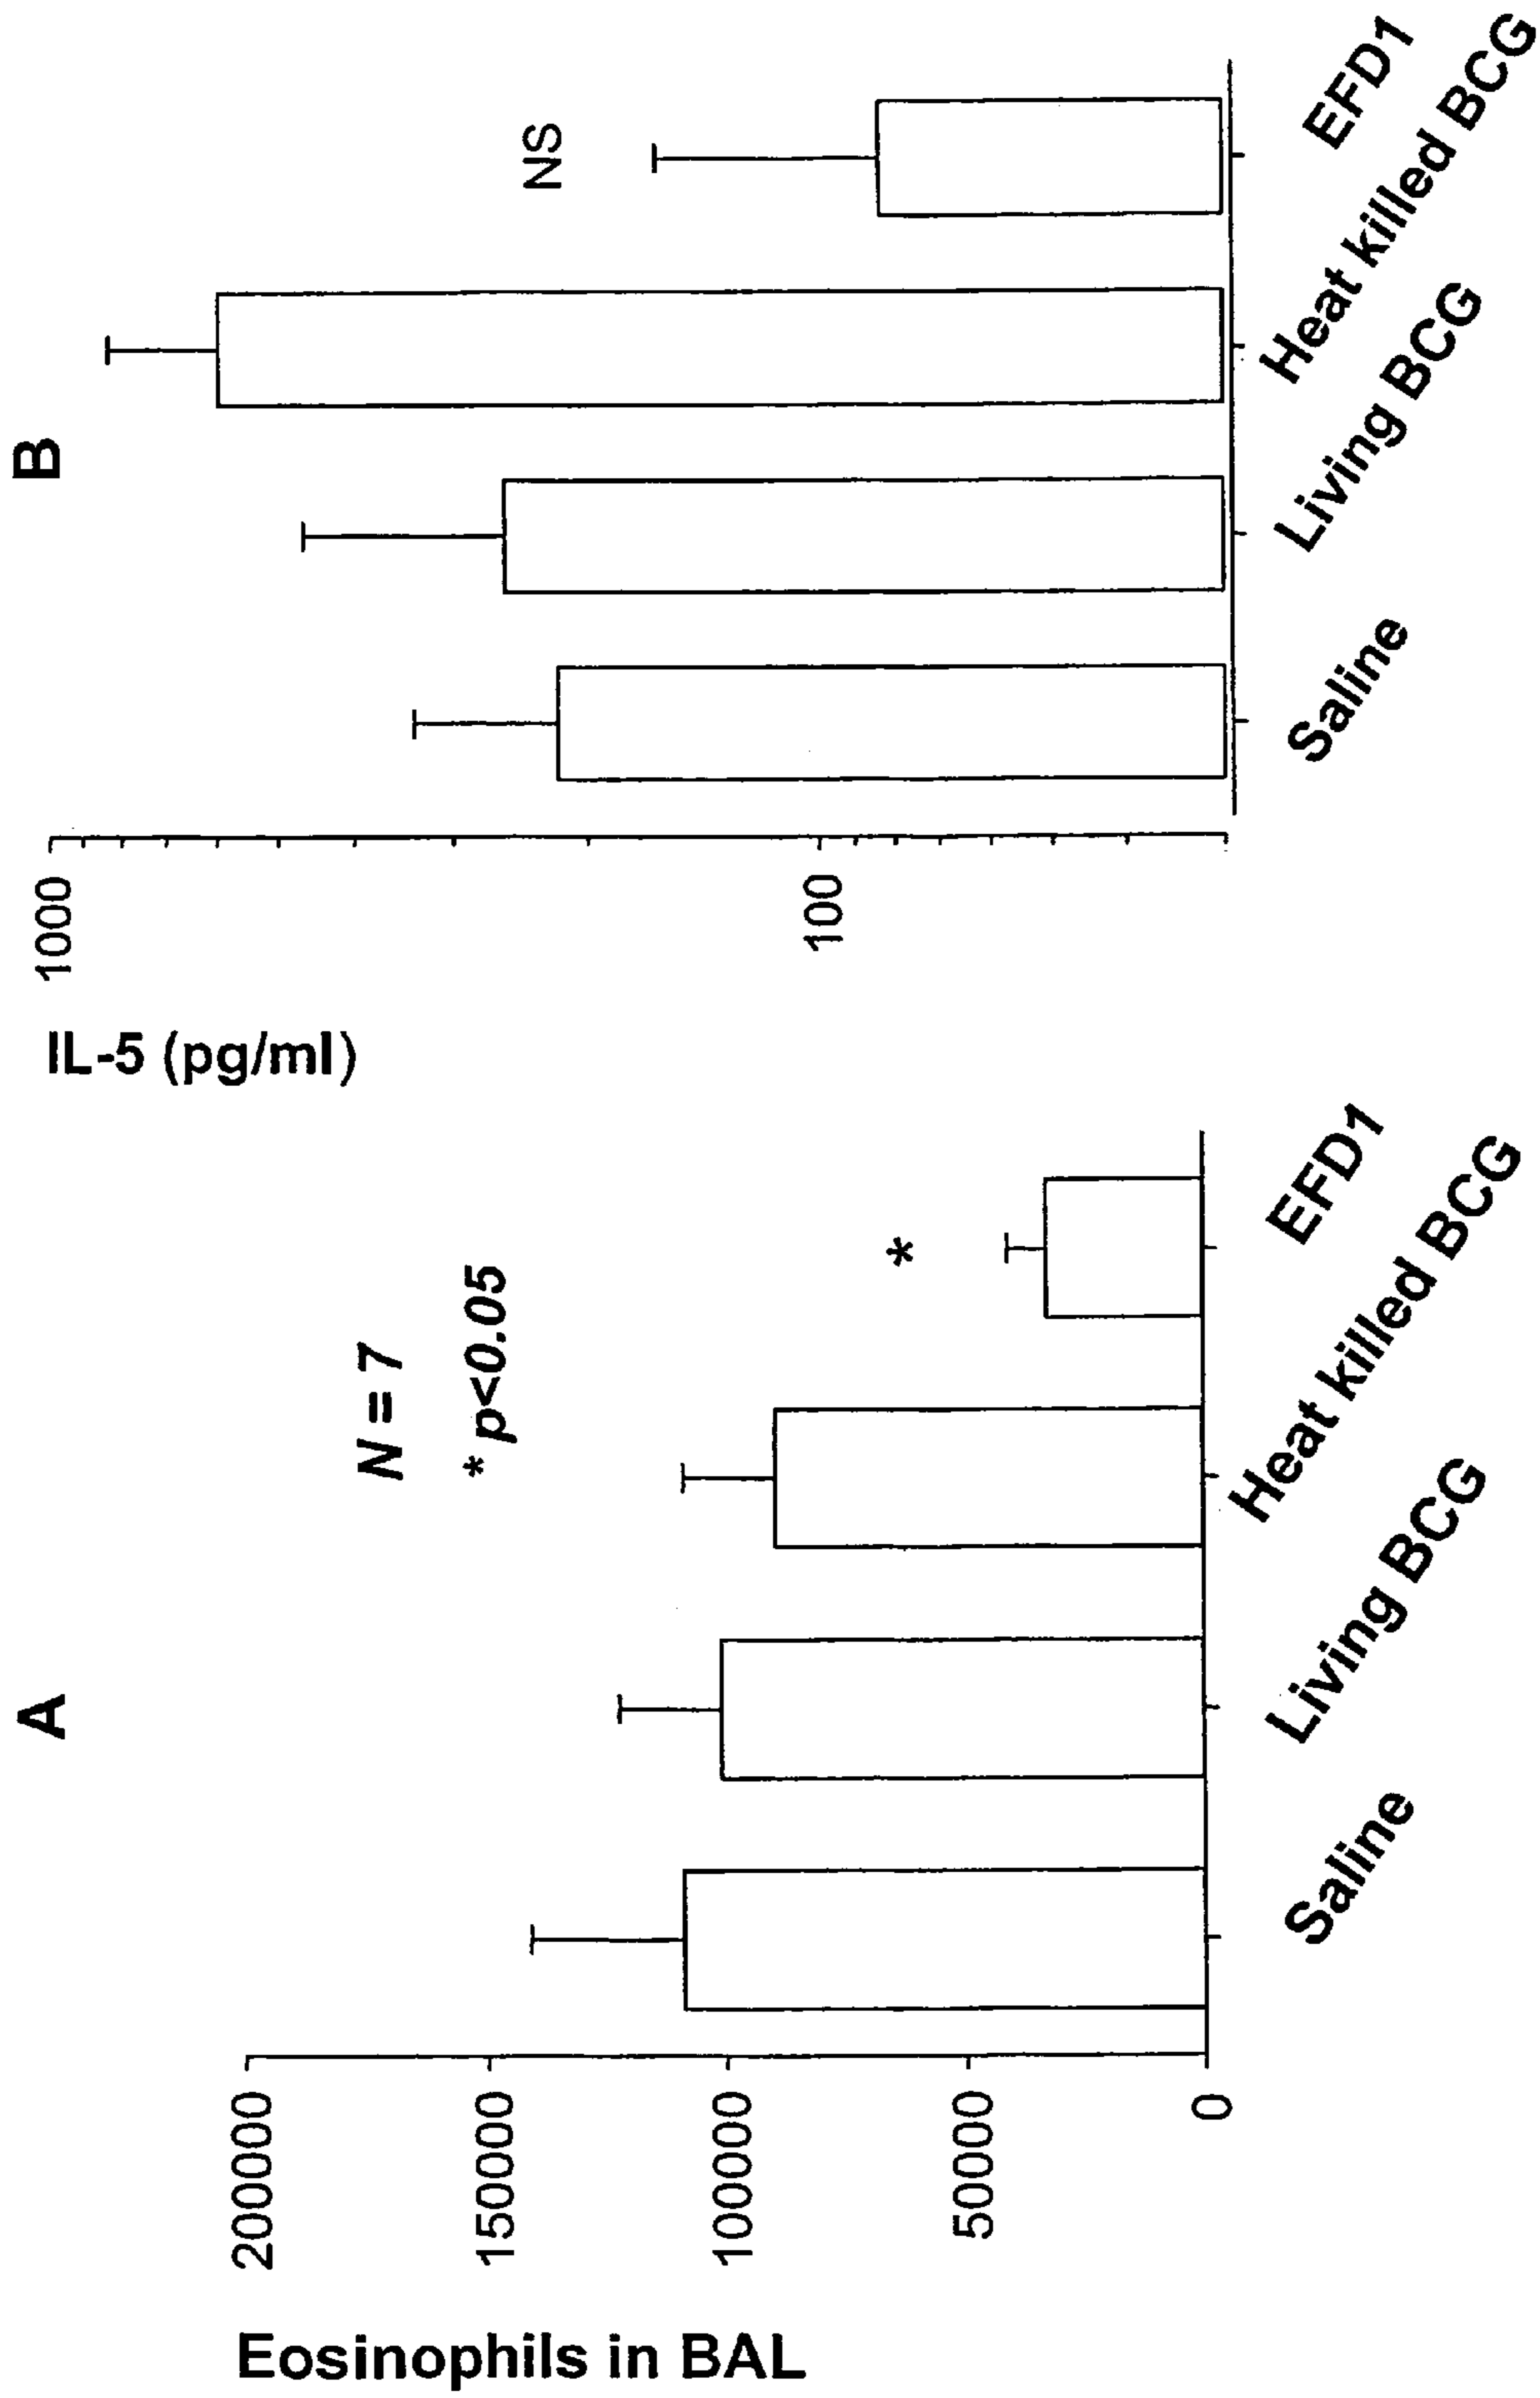 A
Eosinophils in BAL
200000
150000
100000
50000
0
N = 7
* p<0.05
*
Saline
Living BCG
Heat killed BCG
EFD1
B
IL-5 (pg/ml)
1000
100
NS
Saline
Living BCG
Heat killed BCG
EFD1